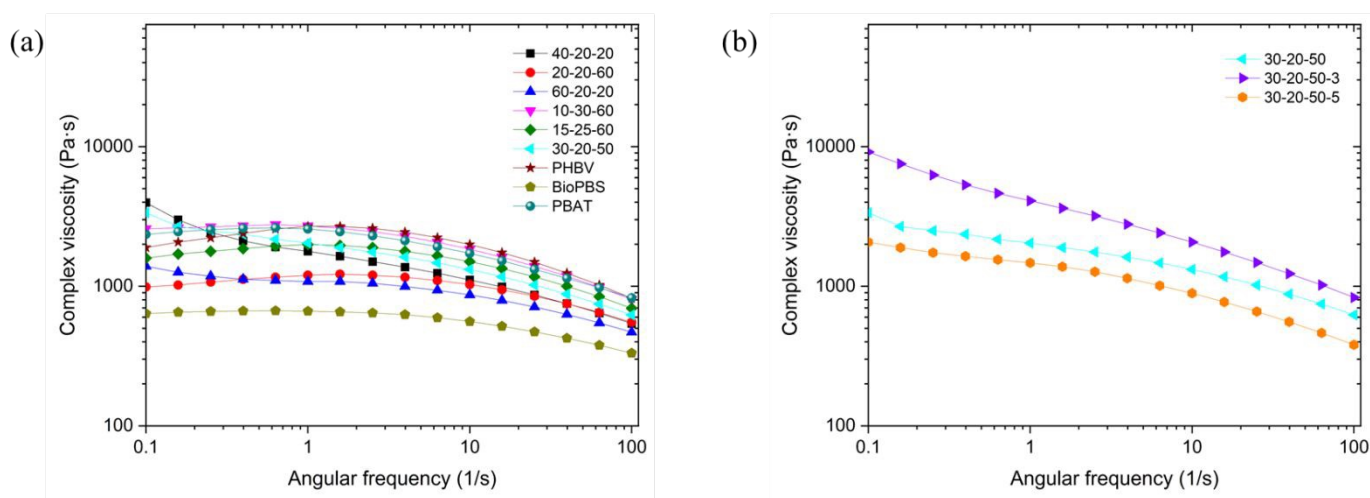 (a)
Complex viscosity (Pa·s)
10000
1000
100
0.1
1
10
100
Angular frequency (1/s)
40-20-20
20-20-60
60-20-20
10-30-60
15-25-60
30-20-50
PHBV
BioPBS
PBAT
(b)
Complex viscosity (Pa·s)
10000
1000
100
0.1
1
10
100
Angular frequency (1/s)
30-20-50
30-20-50-3
30-20-50-5